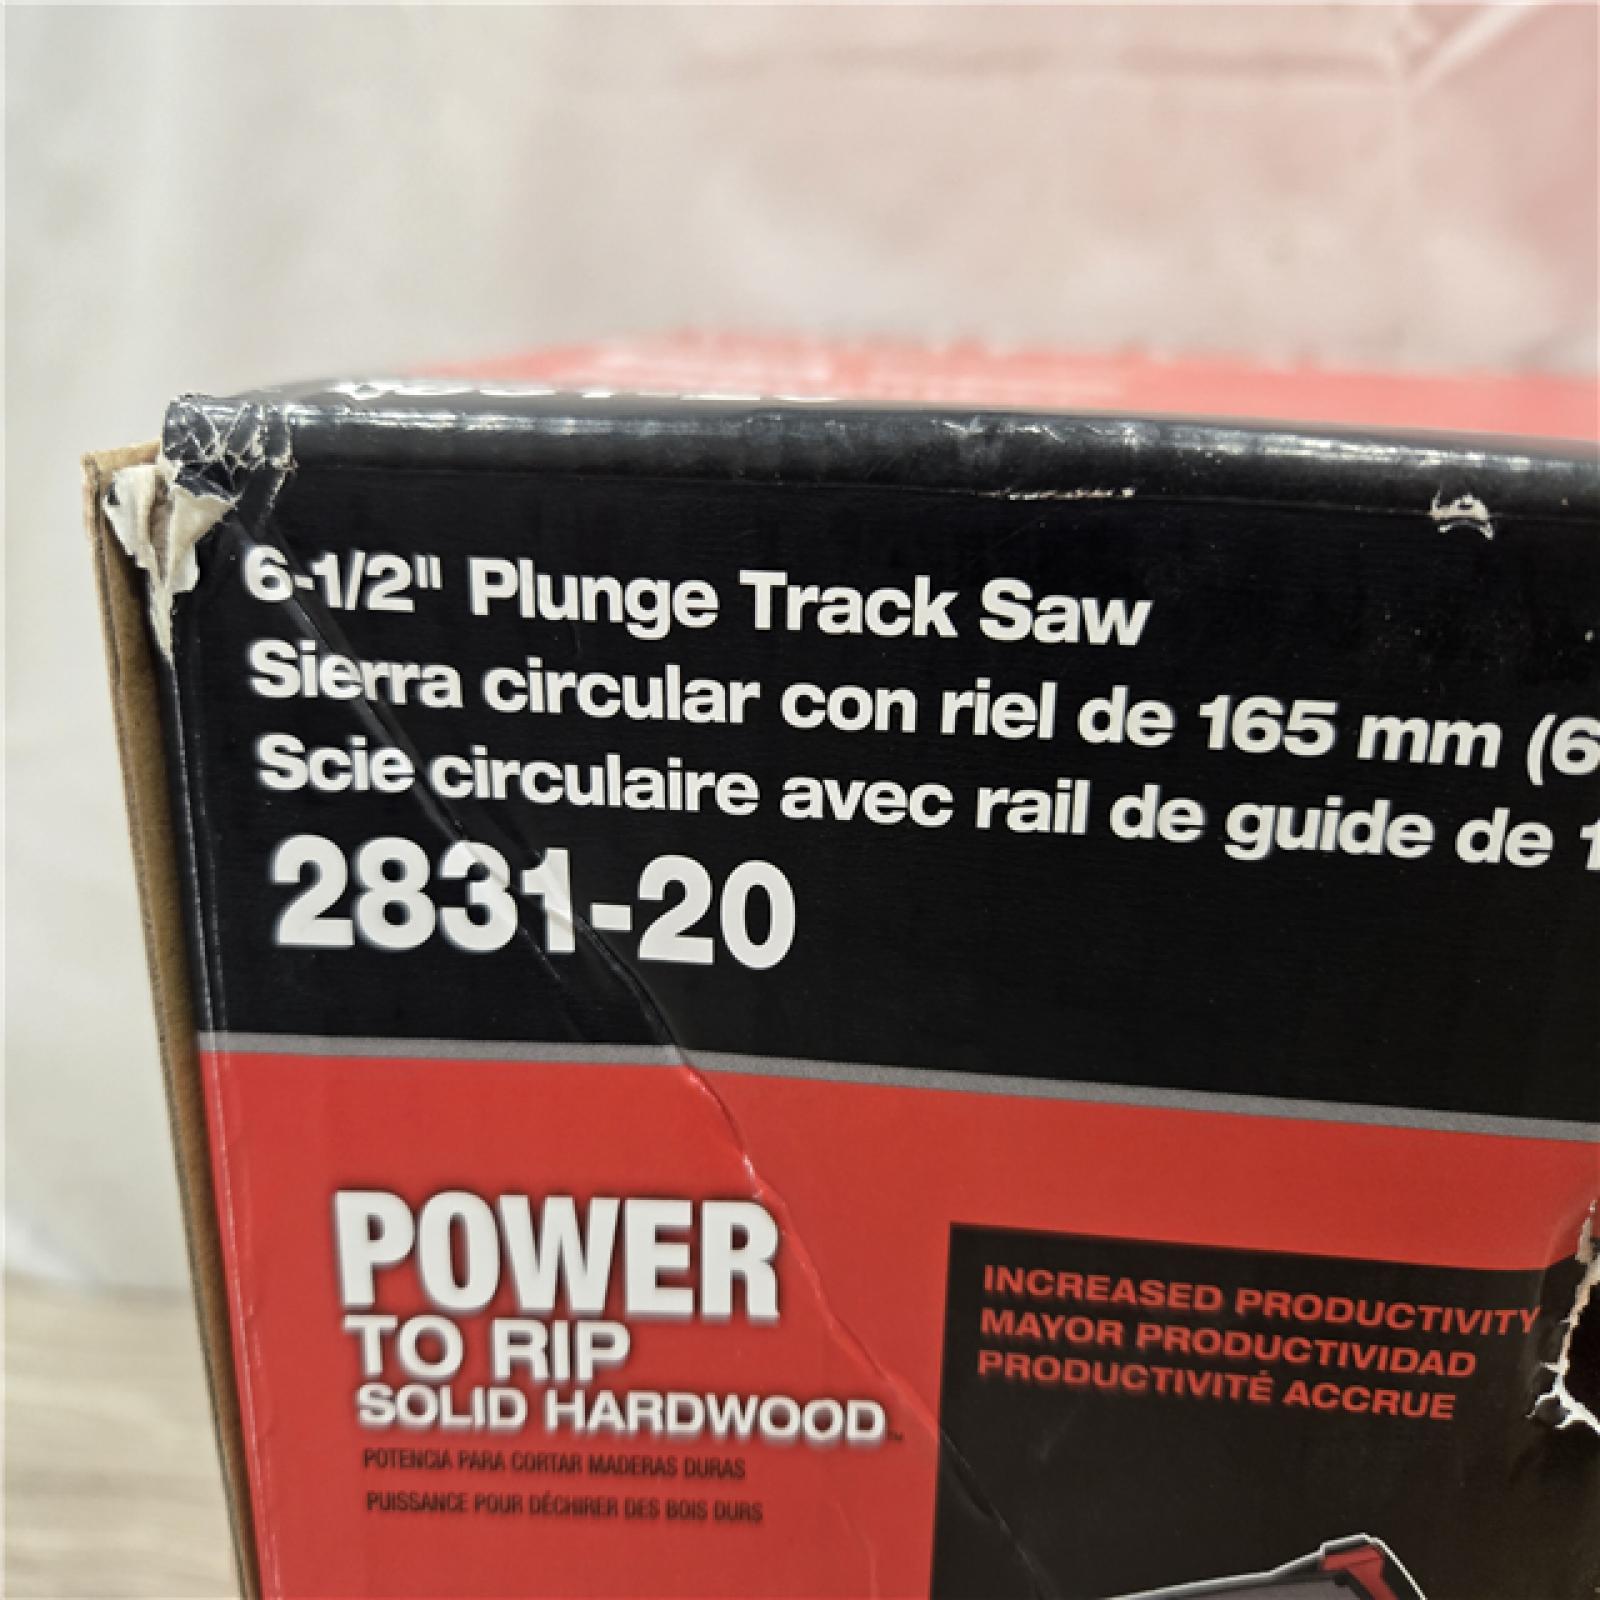 6-1/2" Plunge Track Saw
Sierra circular con riel de 165 mm (6
Scie circulaire avec rail de guide de 1
2831-20
POWER
TO RIP
SOLID HARDWOOD™
POTENCIA PARA CORTAR MADERAS DURAS
PUISSANCE POUR DÉCHIRER DES BOIS DURS
INCREASED PRODUCTIVITY
MAYOR PRODUCTIVIDAD
PRODUCTIVITÉ ACCRUE